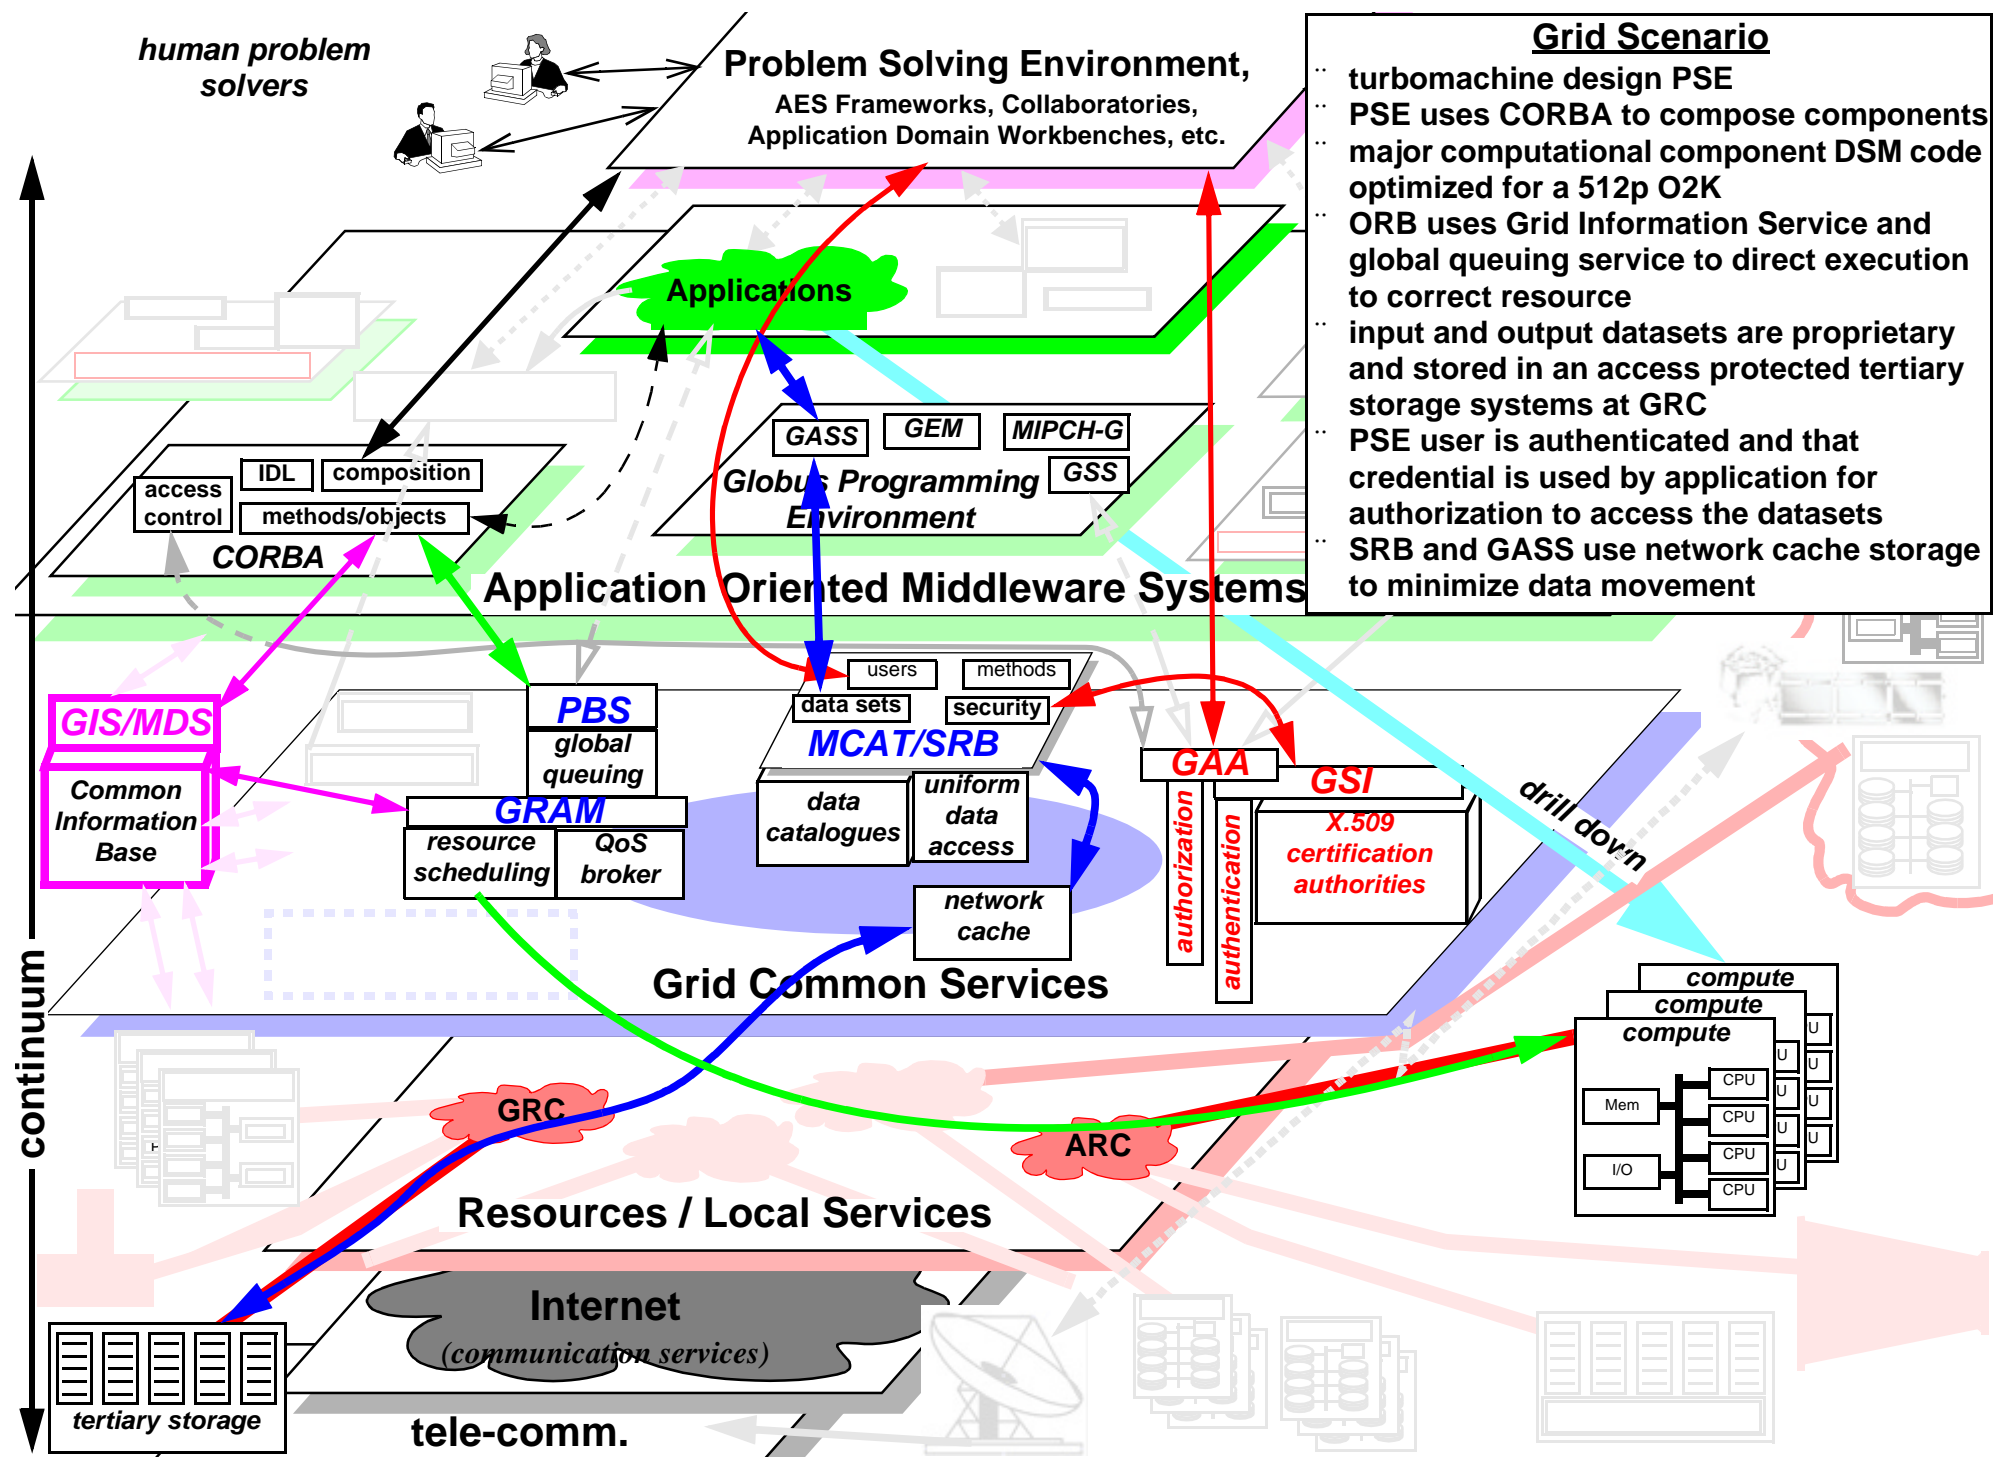 human problem
solvers
Problem Solving Environment,
AES Frameworks, Collaboratories,
Application Domain Workbenches, etc.
Grid Scenario
¨ turbomachine design PSE
¨ PSE uses CORBA to compose components
¨ major computational component DSM code
optimized for a 512p O2K
¨ ORB uses Grid Information Service and
global queuing service to direct execution
to correct resource
¨ input and output datasets are proprietary
and stored in an access protected tertiary
storage systems at GRC
¨ PSE user is authenticated and that
credential is used by application for
authorization to access the datasets
¨ SRB and GASS use network cache storage
to minimize data movement
Applications
GASS
GEM
MIPCH-G
GSS
Globus Programming
Environment
access
control
IDL
composition
methods/objects
CORBA
Application Oriented Middleware Systems
continuum
GIS/MDS
Common
Information
Base
PBS
global
queuing
GRAM
resource
scheduling
QoS
broker
users
methods
data sets
security
MCAT/SRB
data
catalogues
uniform
data
access
network
cache
GAA
authorization
authentication
GSI
X.509
certification
authorities
drill down
Grid Common Services
compute
compute
compute
Mem
I/O
CPU
CPU
CPU
CPU
U
U
U
U
U
U
U
U
GRC
ARC
Resources / Local Services
Internet
(communication services)
tertiary storage
tele-comm.